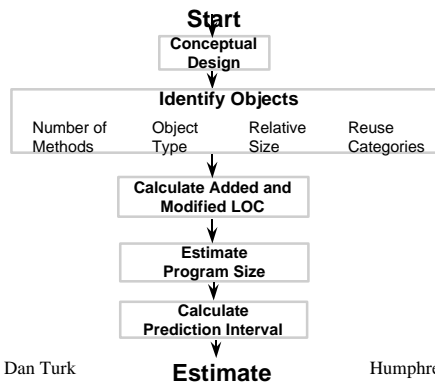 Start
Conceptual
Design
Identify Objects
Number of Object Relative Reuse
Methods Type Size Categories
Calculate Added and
Modified LOC
Estimate
Program Size
Calculate
Prediction Interval
Dan Turk Estimate Humphre